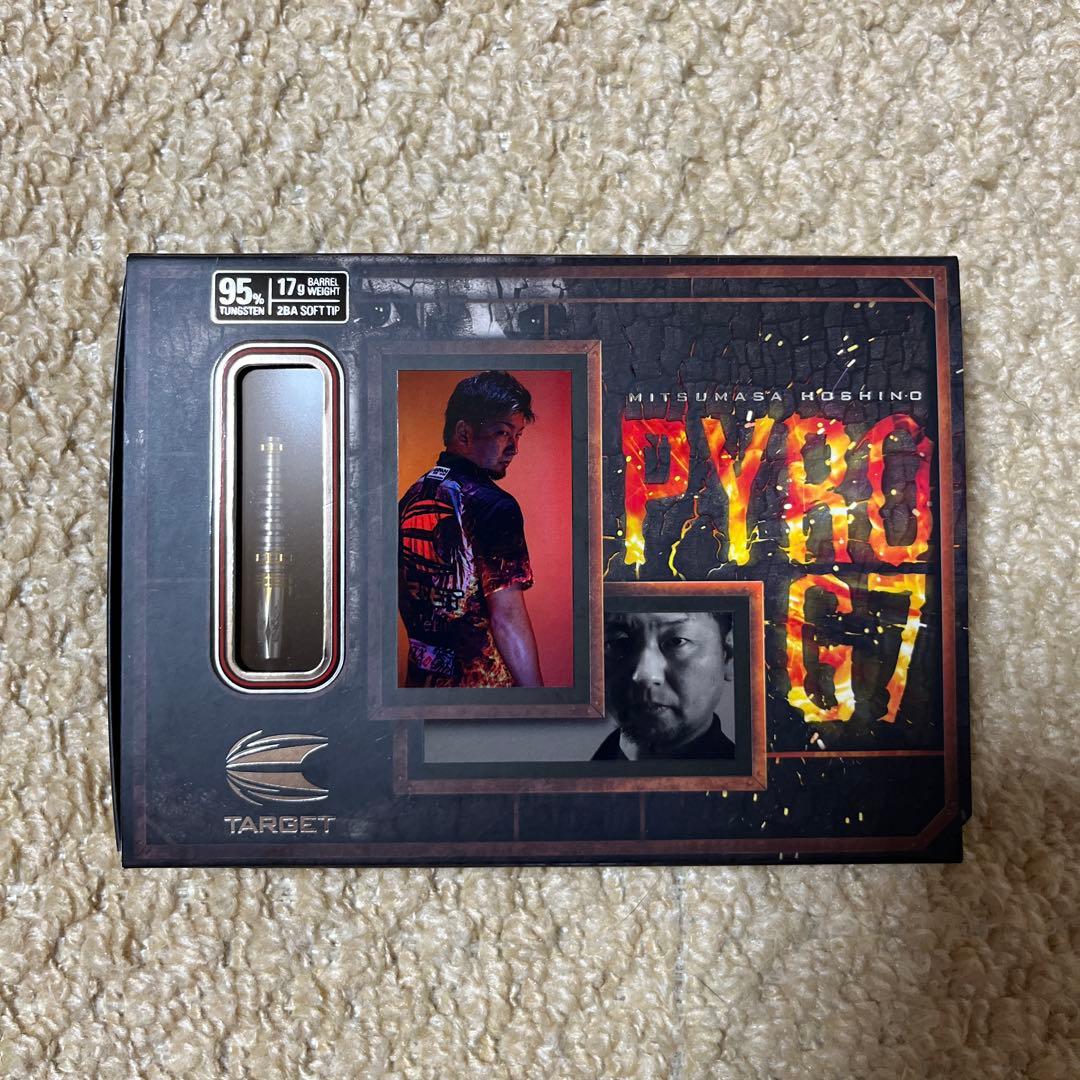 95%
TUNGSTEN
17g BARREL WEIGHT
2BA SOFT TIP
MITSUMASA HOSHINO
PYRO
G7
TARGET